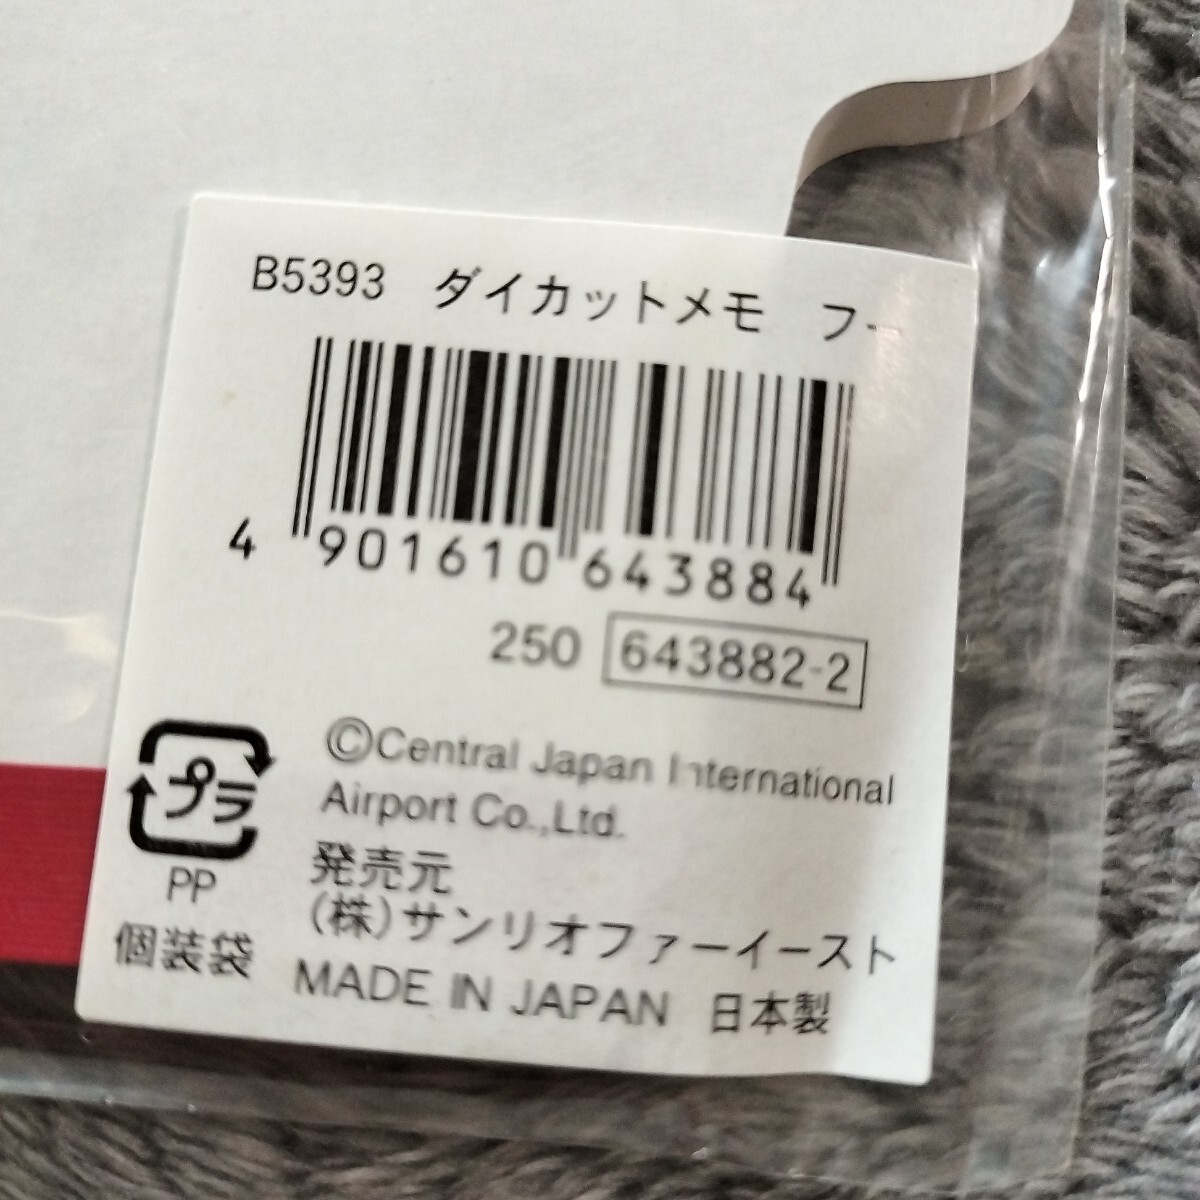 B5393 ダイカットメモ フー
4 901610 643884
250 643882-2
©Central Japan International
Airport Co.,Ltd.
プラ
PP
個装袋
発売元
(株)サンリオファーイースト
MADE IN JAPAN 日本製